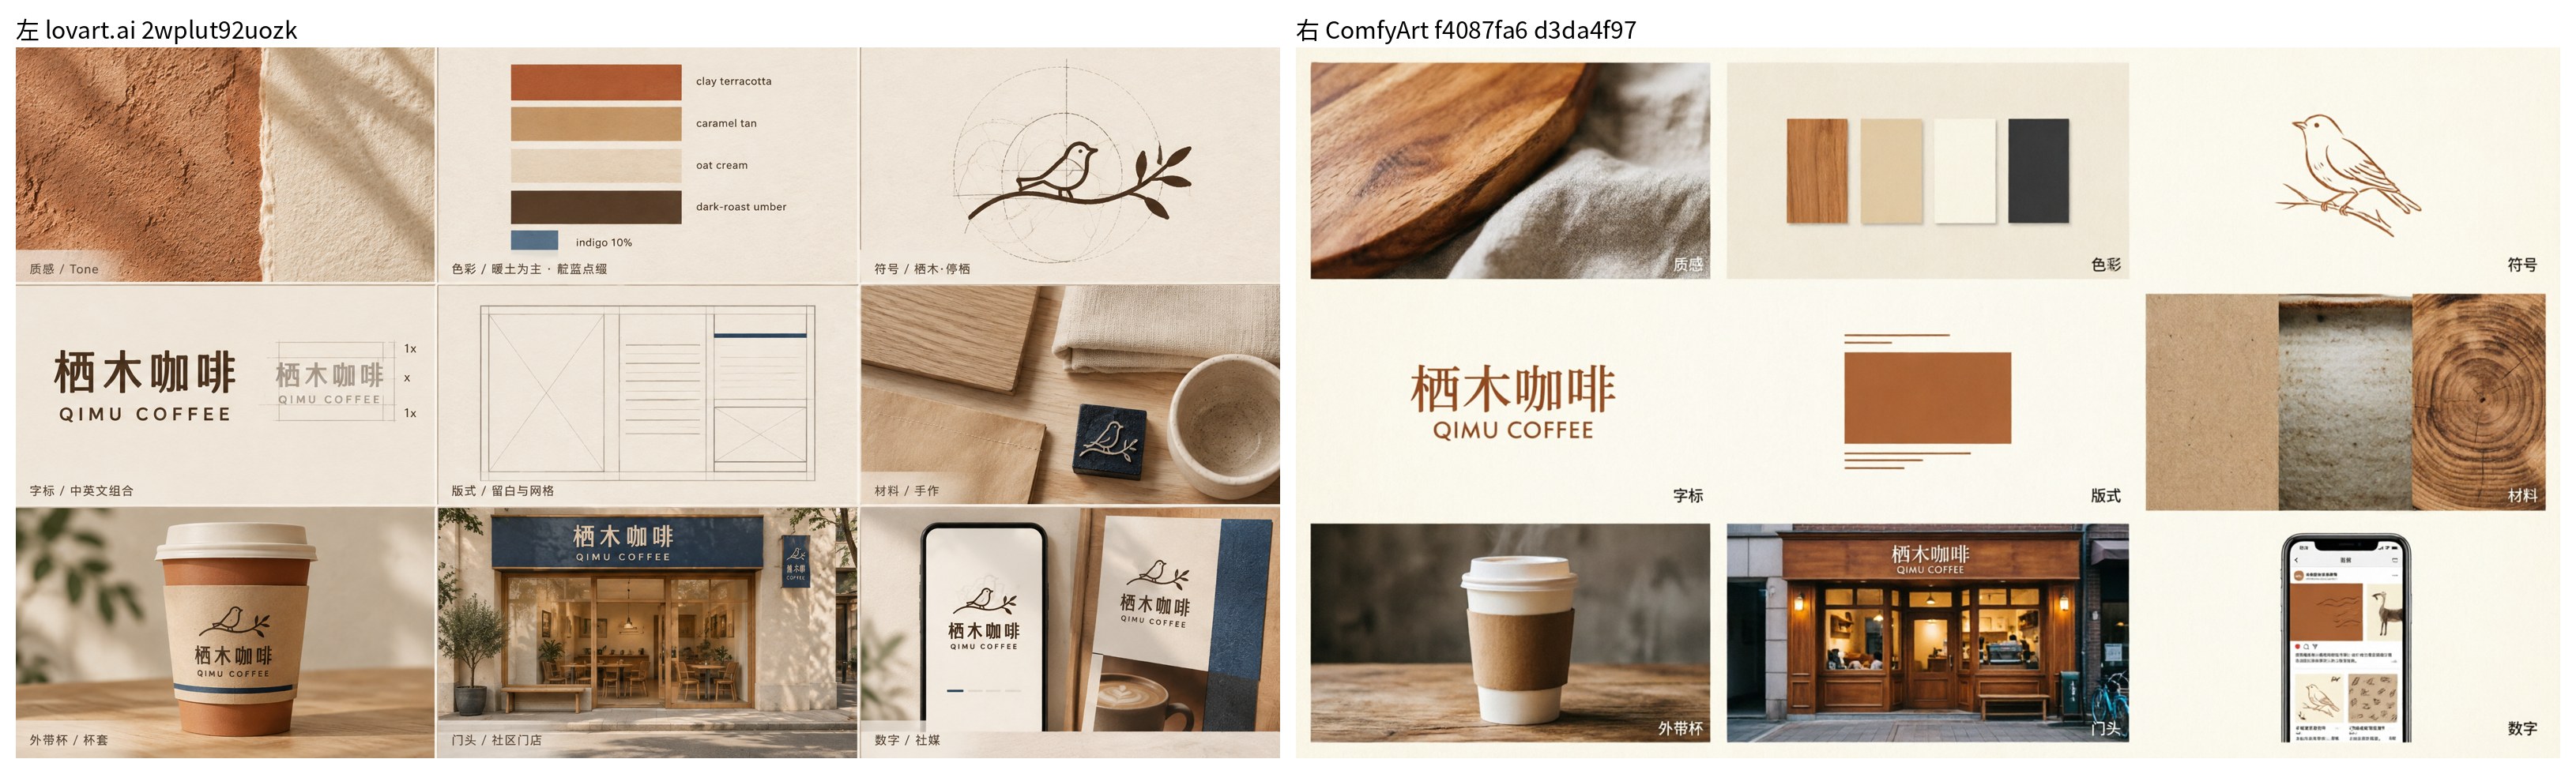 左 lovart.ai 2wplut92uozk
质感 / Tone
clay terracotta
caramel tan
oat cream
dark-roast umber
indigo 10%
色彩 / 暖土为主 · 靛蓝点缀
符号 / 栖木·停栖
栖木咖啡
QIMU COFFEE
栖木咖啡
QIMU COFFEE
1x
x
1x
字标 / 中英文组合
版式 / 留白与网格
材料 / 手作
栖木咖啡
QIMU COFFEE
外带杯 / 杯套
栖木咖啡
QIMU COFFEE
COFFEE
门头 / 社区门店
栖木咖啡
QIMU COFFEE
栖木咖啡
QIMU COFFEE
数字 / 社媒
右 ComfyArt f4087fa6 d3da4f97
质感
色彩
符号
栖木咖啡
QIMU COFFEE
字标
版式
材料
外带杯
栖木咖啡
QIMU COFFEE
门头
数字